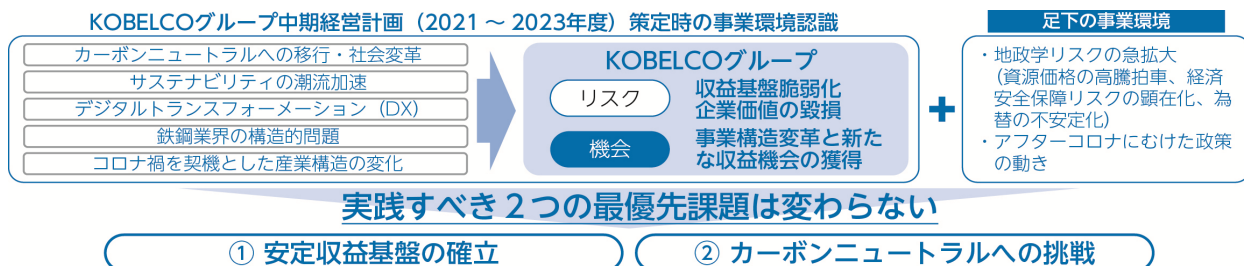 KOBELCOグループ中期経営計画（2021 ～ 2023年度）策定時の事業環境認識
カーボンニュートラルへの移行・社会変革
サステナビリティの潮流加速
デジタルトランスフォーメーション（DX）
鉄鋼業界の構造的問題
コロナ禍を契機とした産業構造の変化
KOBELCOグループ
リスク
収益基盤脆弱化
企業価値の毀損
機会
事業構造変革と新た
な収益機会の獲得
+
足下の事業環境
・地政学リスクの急拡大
（資源価格の高騰拍車、経済
安全保障リスクの顕在化、為
替の不安定化）
・アフターコロナにむけた政策
の動き
実践すべき２つの最優先課題は変わらない
① 安定収益基盤の確立
② カーボンニュートラルへの挑戦